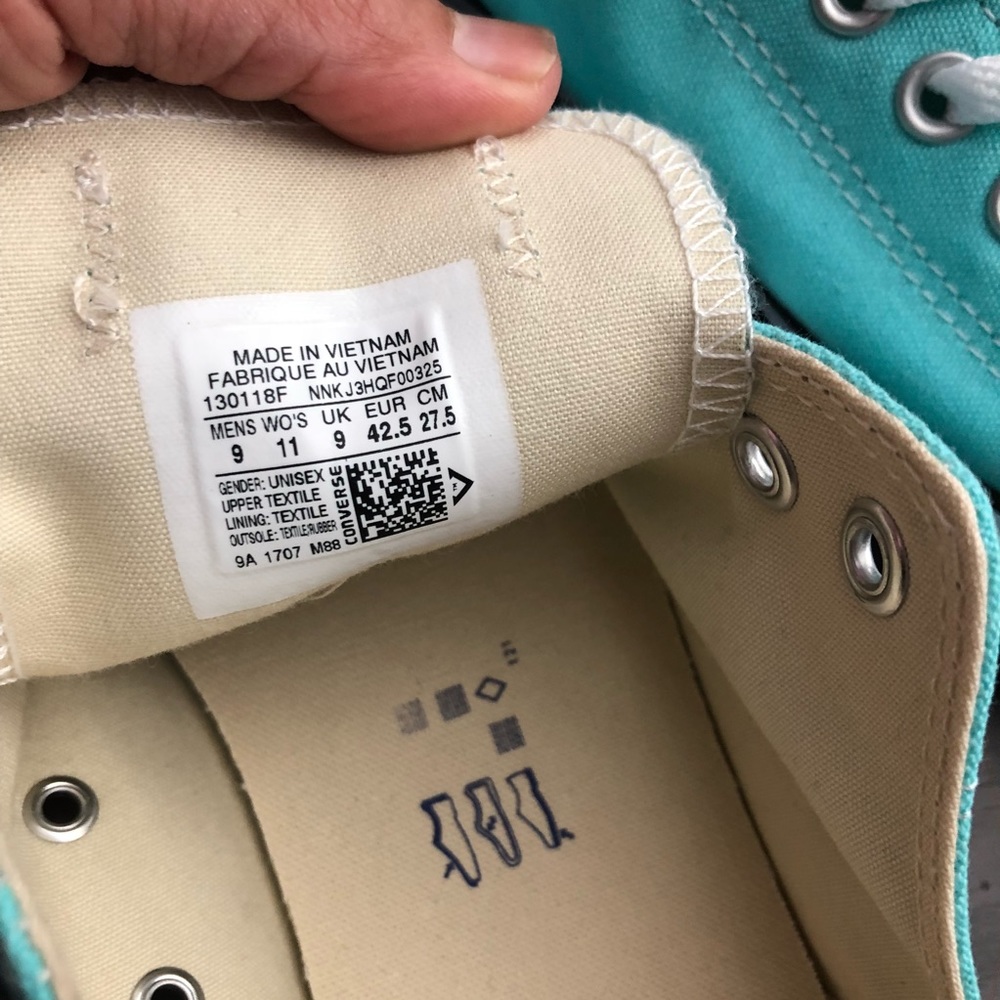 MADE IN VIETNAM
FABRIQUE AU VIETNAM
130118F NNKJ3HQF00325
MENS WO'S UK EUR CM
9 11 9 42.5 27.5
GENDER: UNISEX
UPPER TEXTILE
LINING: TEXTILE
OUTSOLE: TEXTILE/RUBBER
CONVERSE
9A 1707 M88